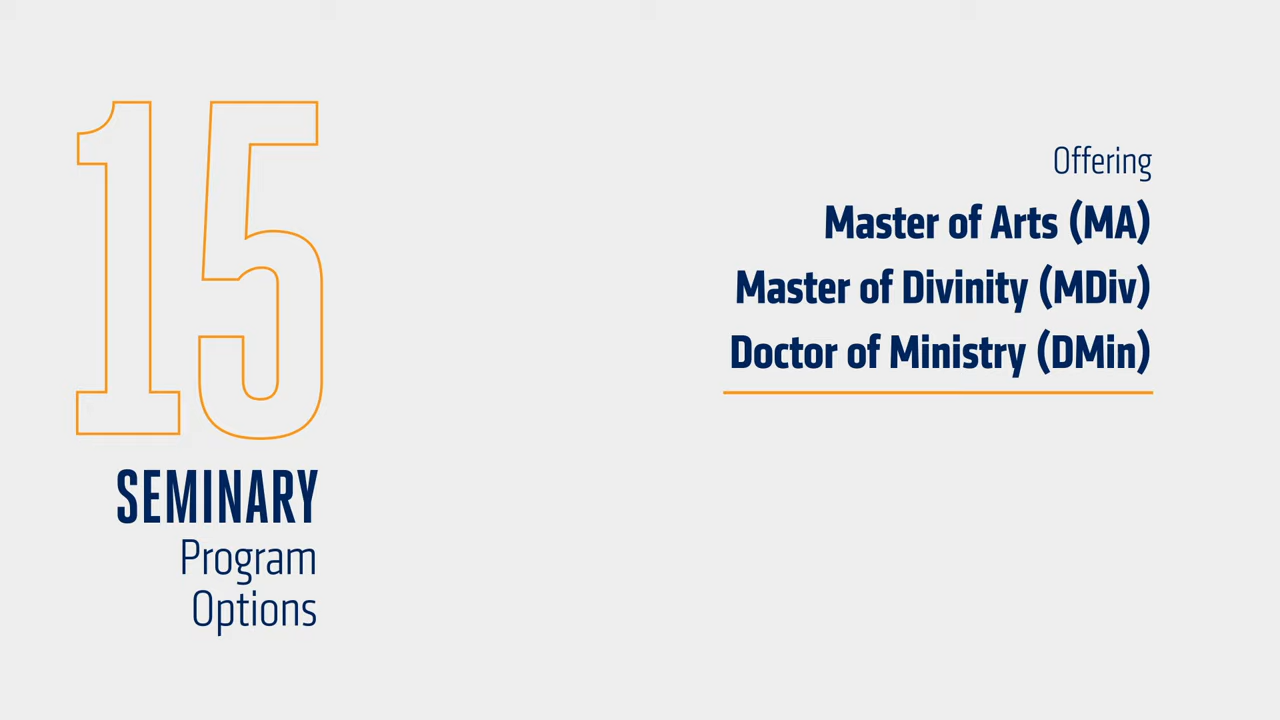 15
SEMINARY
Program
Options
Offering
Master of Arts (MA)
Master of Divinity (MDiv)
Doctor of Ministry (DMin)